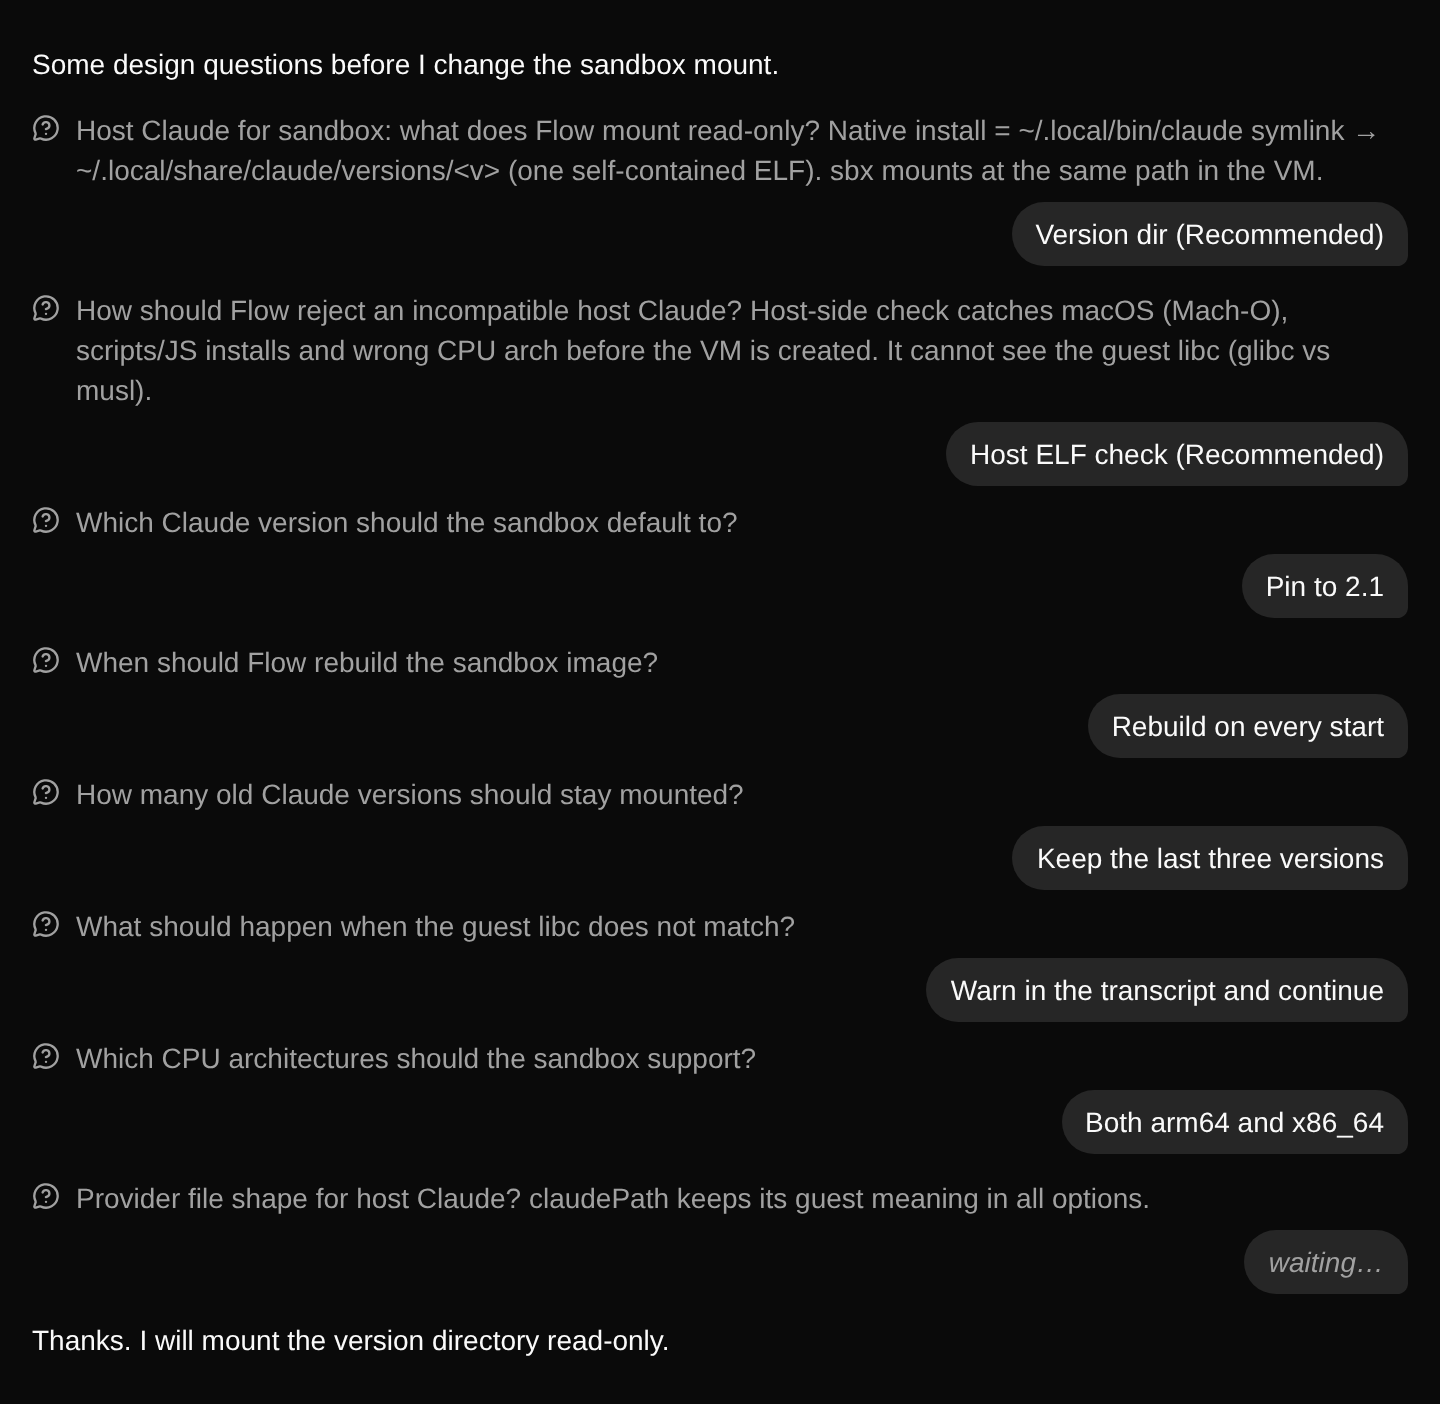 Some design questions before I change the sandbox mount.
Host Claude for sandbox: what does Flow mount read-only? Native install = ~/.local/bin/claude symlink →
~/.local/share/claude/versions/<v> (one self-contained ELF). sbx mounts at the same path in the VM.
Version dir (Recommended)
How should Flow reject an incompatible host Claude? Host-side check catches macOS (Mach-O),
scripts/JS installs and wrong CPU arch before the VM is created. It cannot see the guest libc (glibc vs
musl).
Host ELF check (Recommended)
Which Claude version should the sandbox default to?
Pin to 2.1
When should Flow rebuild the sandbox image?
Rebuild on every start
How many old Claude versions should stay mounted?
Keep the last three versions
What should happen when the guest libc does not match?
Warn in the transcript and continue
Which CPU architectures should the sandbox support?
Both arm64 and x86_64
Provider file shape for host Claude? claudePath keeps its guest meaning in all options.
waiting…
Thanks. I will mount the version directory read-only.